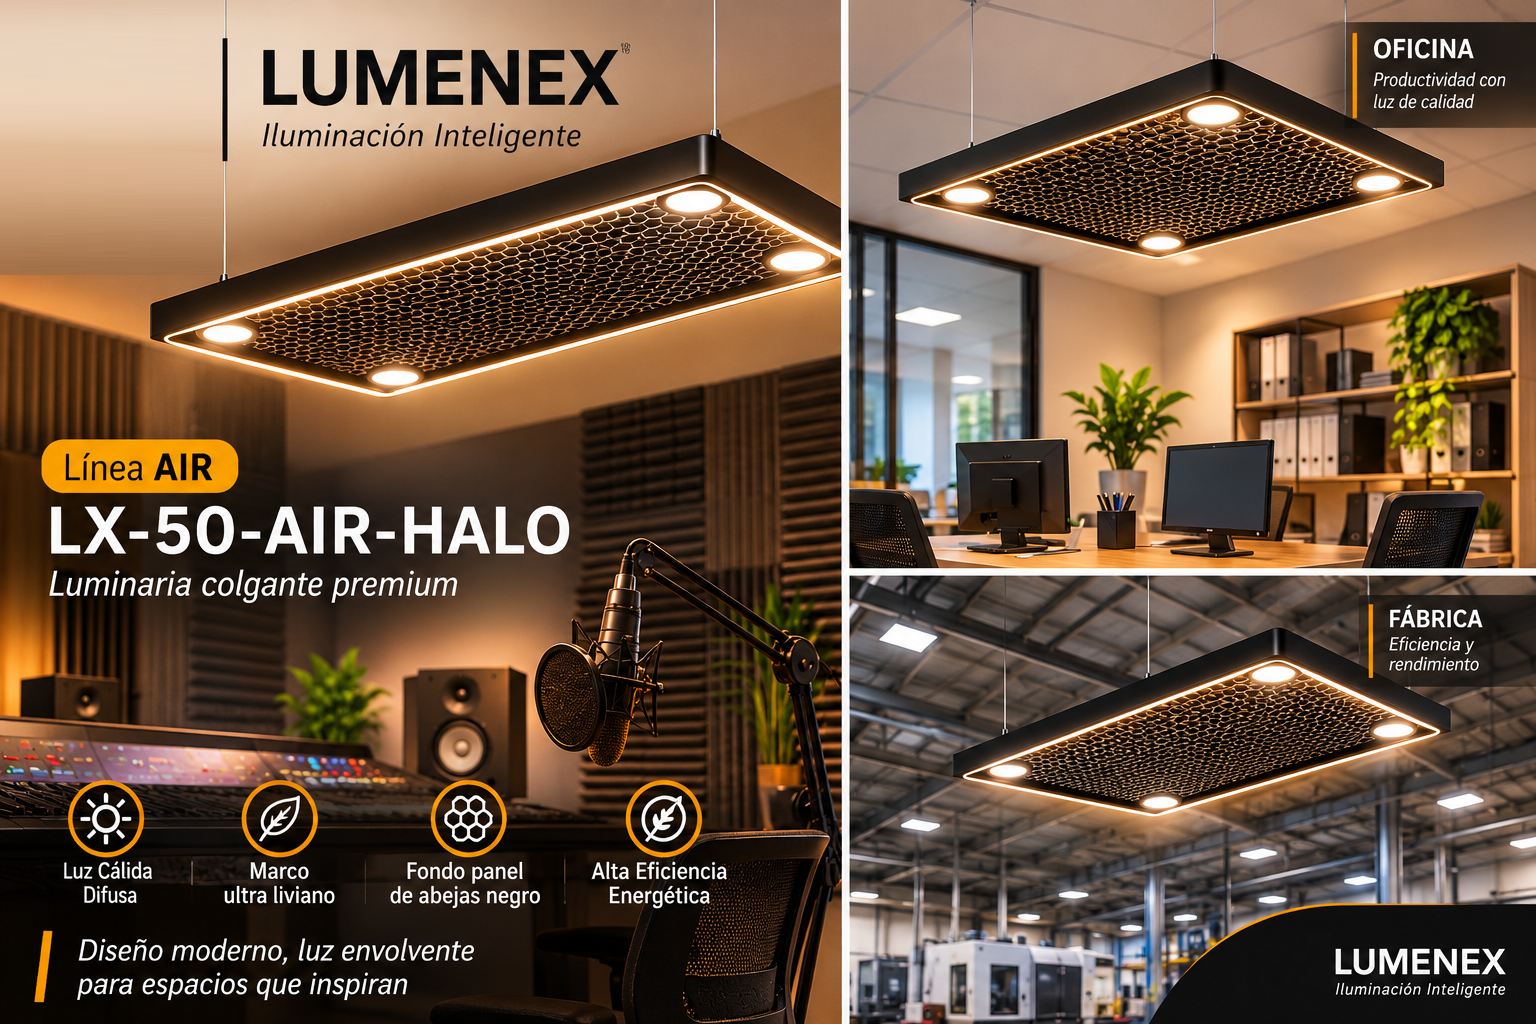 LUMENEX
Iluminación Inteligente
Línea AIR
LX-50-AIR-HALO
Luminaria colgante premium
Luz Cálida
Difusa
Marco
ultra liviano
Fondo panel
de abejas negro
Alta Eficiencia
Energética
Diseño moderno, luz envolvente
para espacios que inspiran
OFICINA
Productividad con
luz de calidad
FÁBRICA
Eficiencia y
rendimiento
LUMENEX
Iluminación Inteligente